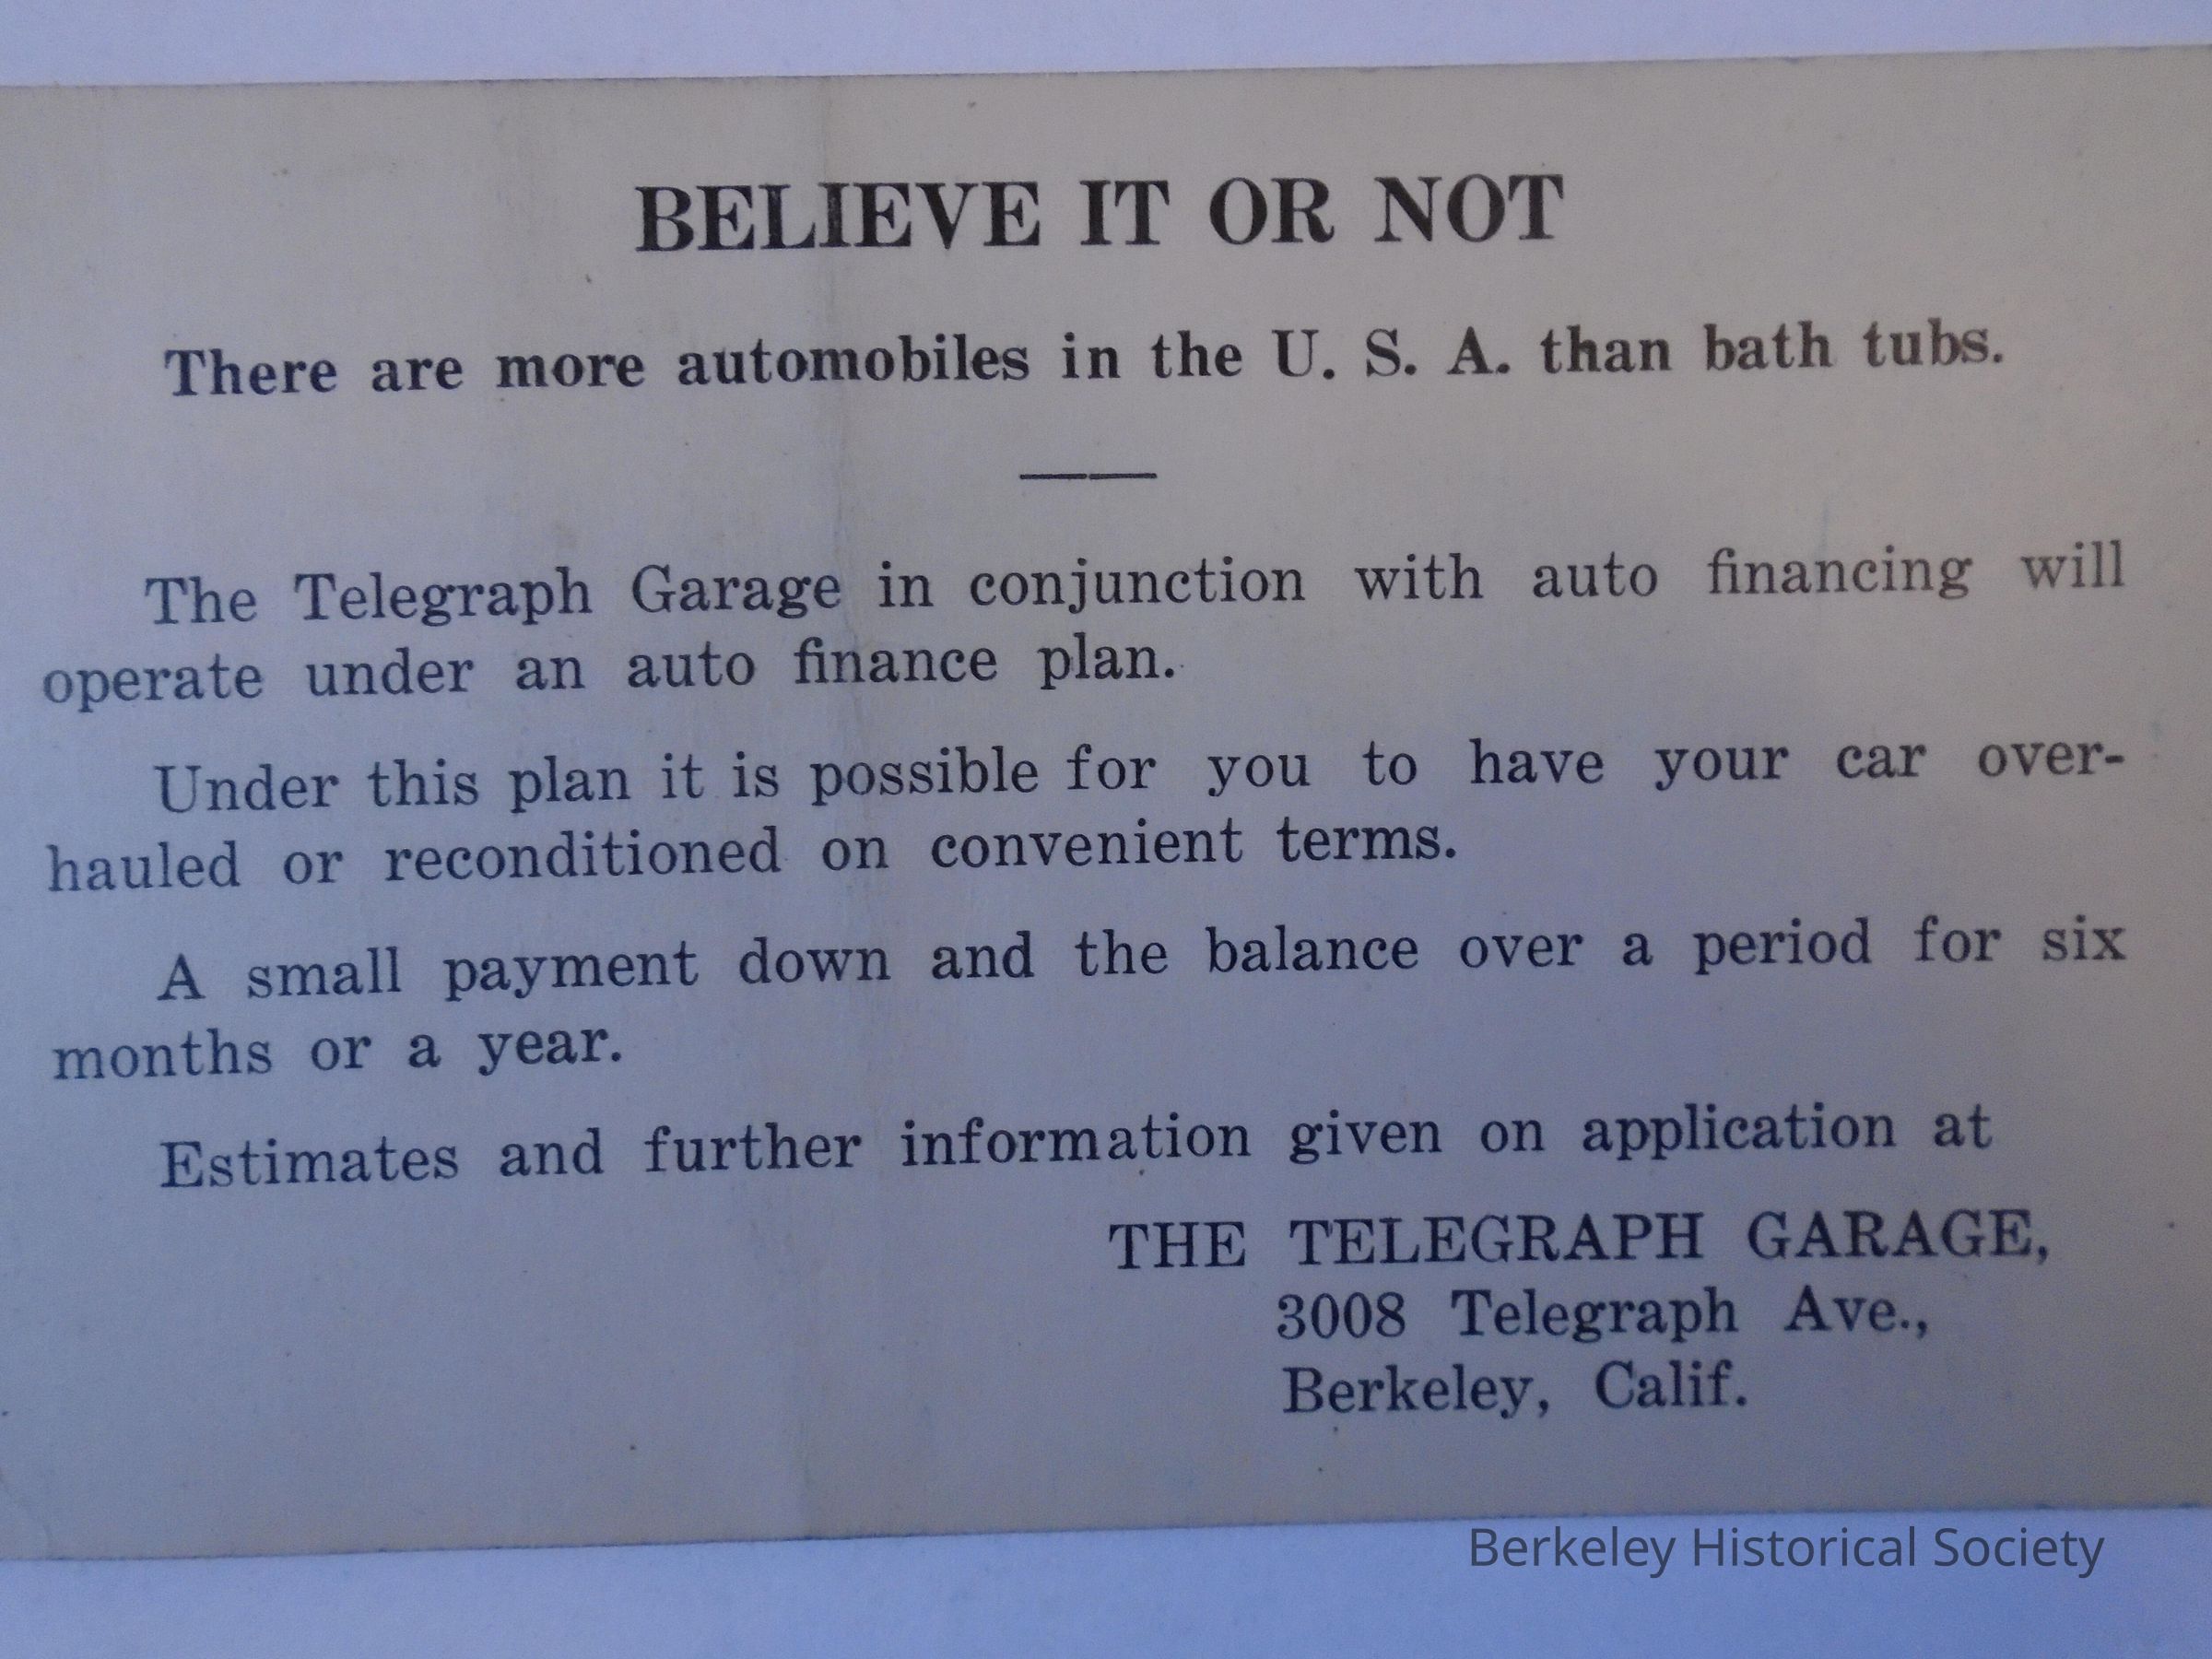 BELIEVE IT OR NOT
There are more automobiles in the U. S. A. than bath tubs.
The Telegraph Garage in conjunction with auto financing will
operate under an auto finance plan.
Under this plan it is possible for you to have your car over-
hauled or reconditioned on convenient terms.
A small payment down and the balance over a period for six
months or a year.
Estimates and further information given on application at
THE TELEGRAPH GARAGE,
3008 Telegraph Ave.,
Berkeley, Calif.
Berkeley Historical Society